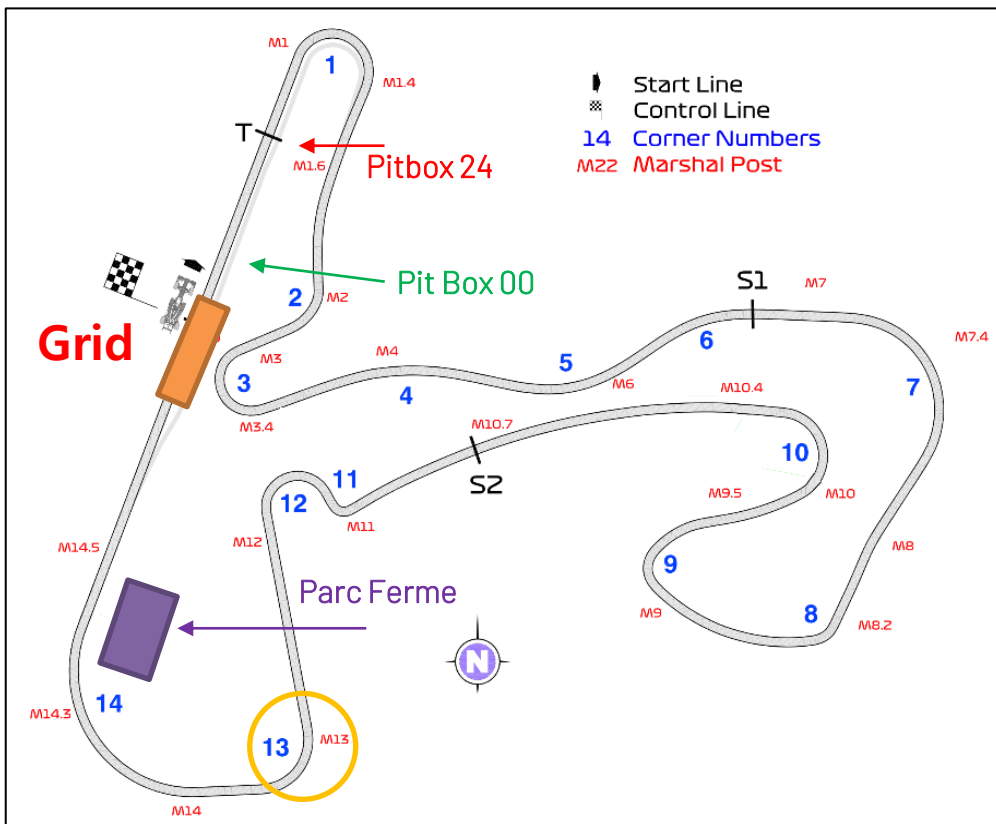 M1
1
M1.4
Start Line
Control Line
14 Corner Numbers
M22 Marshal Post
T
Pitbox 24
M1.6
Pit Box 00
2
M2
S1
M7
Grid
M3
M4
5
6
M7.4
3
4
M6
7
M3.4
M10.4
M10.7
10
11
S2
12
M9.5
M10
M11
M12
M14.5
M8
9
Parc Ferme
M9
8
M8.2
N
14
M14.3
13
M13
M14